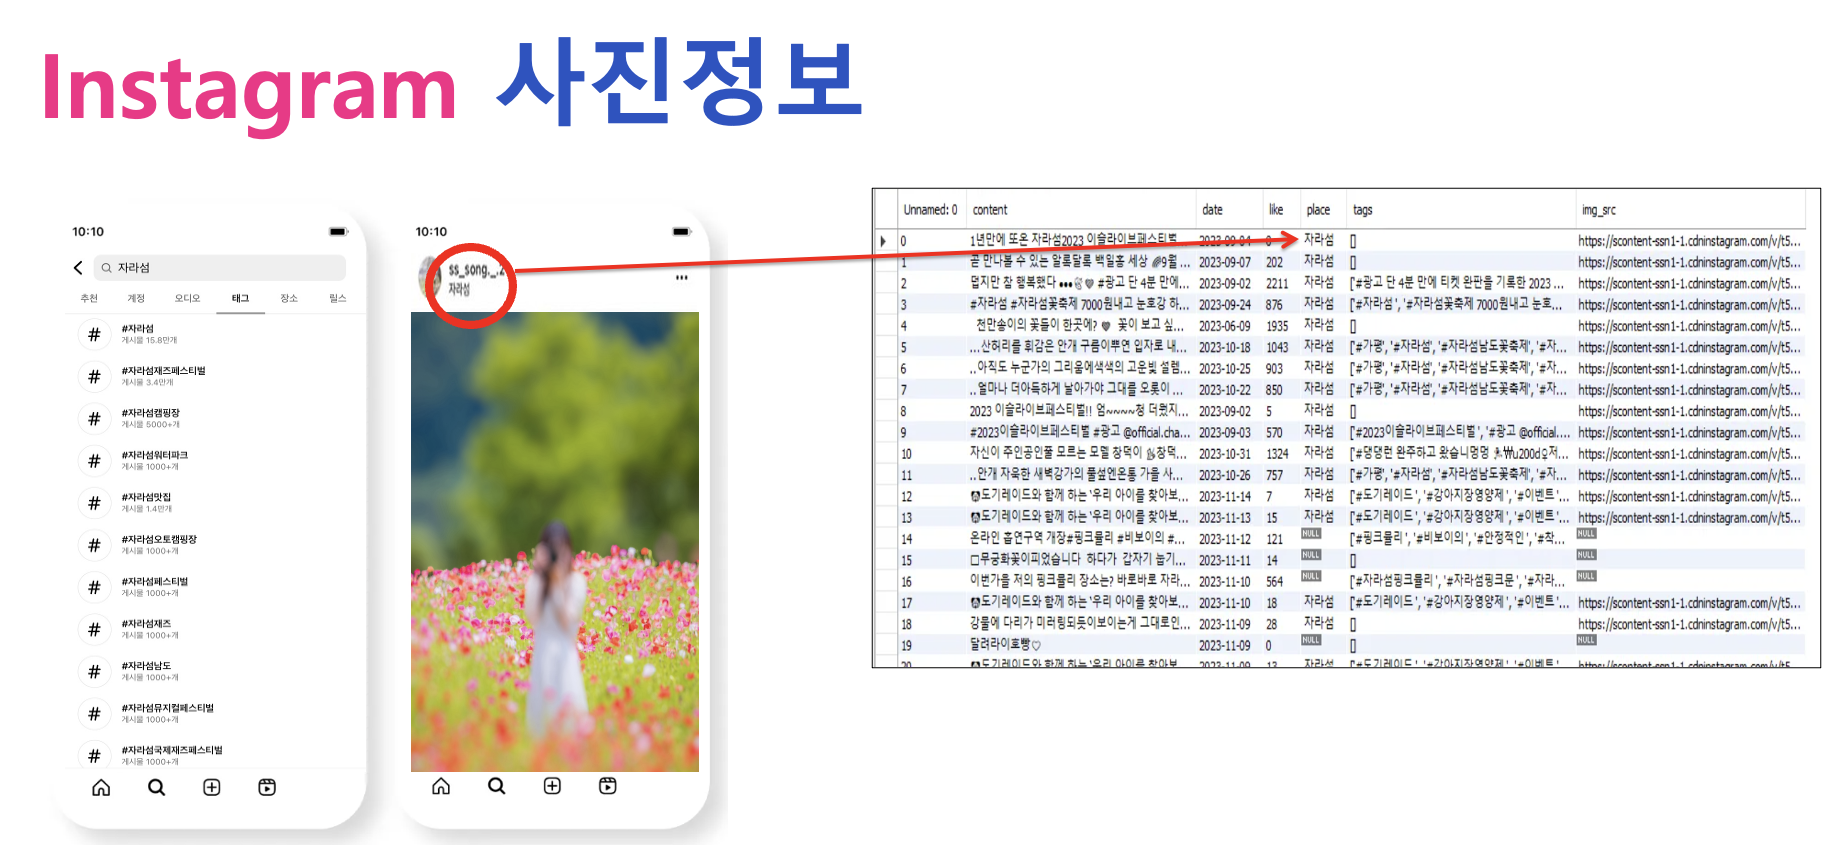 Instagram 사진정보
10:10
자라섬
추천 계정 오디오 태그 장소 릴스
# #자라섬
게시물 15.8만개
# #자라섬재즈페스티벌
게시물 3.4만개
# #자라섬캠핑장
게시물 5000+개
# #자라섬워터파크
게시물 1000+개
# #자라섬맛집
게시물 1.4만개
# #자라섬오토캠핑장
게시물 1000+개
# #자라섬페스티벌
게시물 1000+개
# #자라섬재즈
게시물 1000+개
# #자라섬남도
게시물 1000+개
# #자라섬뮤지컬페스티벌
게시물 1000+개
# #자라섬국제재즈페스티벌
게시물 1000+개
10:10
ss_song._.2
자라섬
Unnamed: 0 content date like place tags img_src
0 1년만에 또온 자라섬2023 이슬라이브페스티벌 2023-09-04 자라섬 [] https://scontent-ssn1-1.cdninstagram.com/v/t5...
1 곧 만나볼 수 있는 알록달록 백일홍 세상 9월 ... 2023-09-07 202 자라섬 [] https://scontent-ssn1-1.cdninstagram.com/v/t5...
2 덥지만 참 행복했다 #광고 단 4분 만에... 2023-09-02 2211 자라섬 ['#광고 단 4분 만에 티켓 완판을 기록한 2023 ... https://scontent-ssn1-1.cdninstagram.com/v/t5...
3 #자라섬 #자라섬꽃축제 7000원내고 눈호강 하... 2023-09-24 876 자라섬 ['#자라섬', '#자라섬꽃축제 7000원내고 눈호... https://scontent-ssn1-1.cdninstagram.com/v/t5...
4 천만송이의 꽃들이 한곳에? 꽃이 보고 싶... 2023-06-09 1935 자라섬 [] https://scontent-ssn1-1.cdninstagram.com/v/t5...
5 ...산허리를 휘감은 안개 구름이뿌연 입자로 내... 2023-10-18 1043 자라섬 ['#가평', '#자라섬', '#자라섬남도꽃축제', '#자... https://scontent-ssn1-1.cdninstagram.com/v/t5...
6 ..아직도 누군가의 그리움에색색의 고운빛 설렘... 2023-10-25 903 자라섬 ['#가평', '#자라섬', '#자라섬남도꽃축제', '#자... https://scontent-ssn1-1.cdninstagram.com/v/t5...
7 ..얼마나 더아득하게 날아가야 그대를 오롯이 ... 2023-10-22 850 자라섬 ['#가평', '#자라섬', '#자라섬남도꽃축제', '#자... https://scontent-ssn1-1.cdninstagram.com/v/t5...
8 2023 이슬라이브페스티벌!! 엄~~~~청 더웠지... 2023-09-02 5 자라섬 [] https://scontent-ssn1-1.cdninstagram.com/v/t5...
9 #2023이슬라이브페스티벌 #광고 @official.cha... 2023-09-03 570 자라섬 ['#2023이슬라이브페스티벌', '#광고 @official.... https://scontent-ssn1-1.cdninstagram.com/v/t5...
10 자신이 주인공인줄 모르는 모델 창덕이 창덕... 2023-10-31 1324 자라섬 ['#댕댕런 완주하고 왔습니멍멍 ₩u200d♀저... https://scontent-ssn1-1.cdninstagram.com/v/t5...
11 ..안개 자욱한 새벽강가의 풀섶엔온통 가을 사... 2023-10-26 757 자라섬 ['#가평', '#자라섬', '#자라섬남도꽃축제', '#자... https://scontent-ssn1-1.cdninstagram.com/v/t5...
12 도기레이드와 함께 하는 '우리 아이를 찾아보... 2023-11-14 7 자라섬 ['#도기레이드', '#강아지장영양제', '#이벤트'... https://scontent-ssn1-1.cdninstagram.com/v/t5...
13 도기레이드와 함께 하는 '우리 아이를 찾아보... 2023-11-13 15 자라섬 ['#도기레이드', '#강아지장영양제', '#이벤트'... https://scontent-ssn1-1.cdninstagram.com/v/t5...
14 온라인 흡연구역 개장#핑크뮬리 #비보이의 #... 2023-11-12 121 NULL ['#핑크뮬리', '#비보이의', '#안정적인', '#착... NULL
15 □무궁화꽃이피었습니다 하다가 갑자기 눕기... 2023-11-11 14 NULL [] NULL
16 이번가을 저의 핑크뮬리 장소는? 바로바로 자라... 2023-11-10 564 NULL ['#자라섬핑크뮬리', '#자라섬핑크문', '#자라... NULL
17 도기레이드와 함께 하는 '우리 아이를 찾아보... 2023-11-10 18 자라섬 ['#도기레이드', '#강아지장영양제', '#이벤트'... https://scontent-ssn1-1.cdninstagram.com/v/t5...
18 강물에 다리가 미러링되듯이보이는게 그대로인... 2023-11-09 28 자라섬 [] https://scontent-ssn1-1.cdninstagram.com/v/t5...
19 달려라이호빵♡ 2023-11-09 0 NULL [] NULL
20 도기레이드와 함께 하는 '우리 아이를 찾아보... 2023-11-09 13 자라섬 ['#도기레이드', '#강아지장영양제', '#이벤트'... https://scontent-ssn1-1.cdninstagram.com/v/t5...